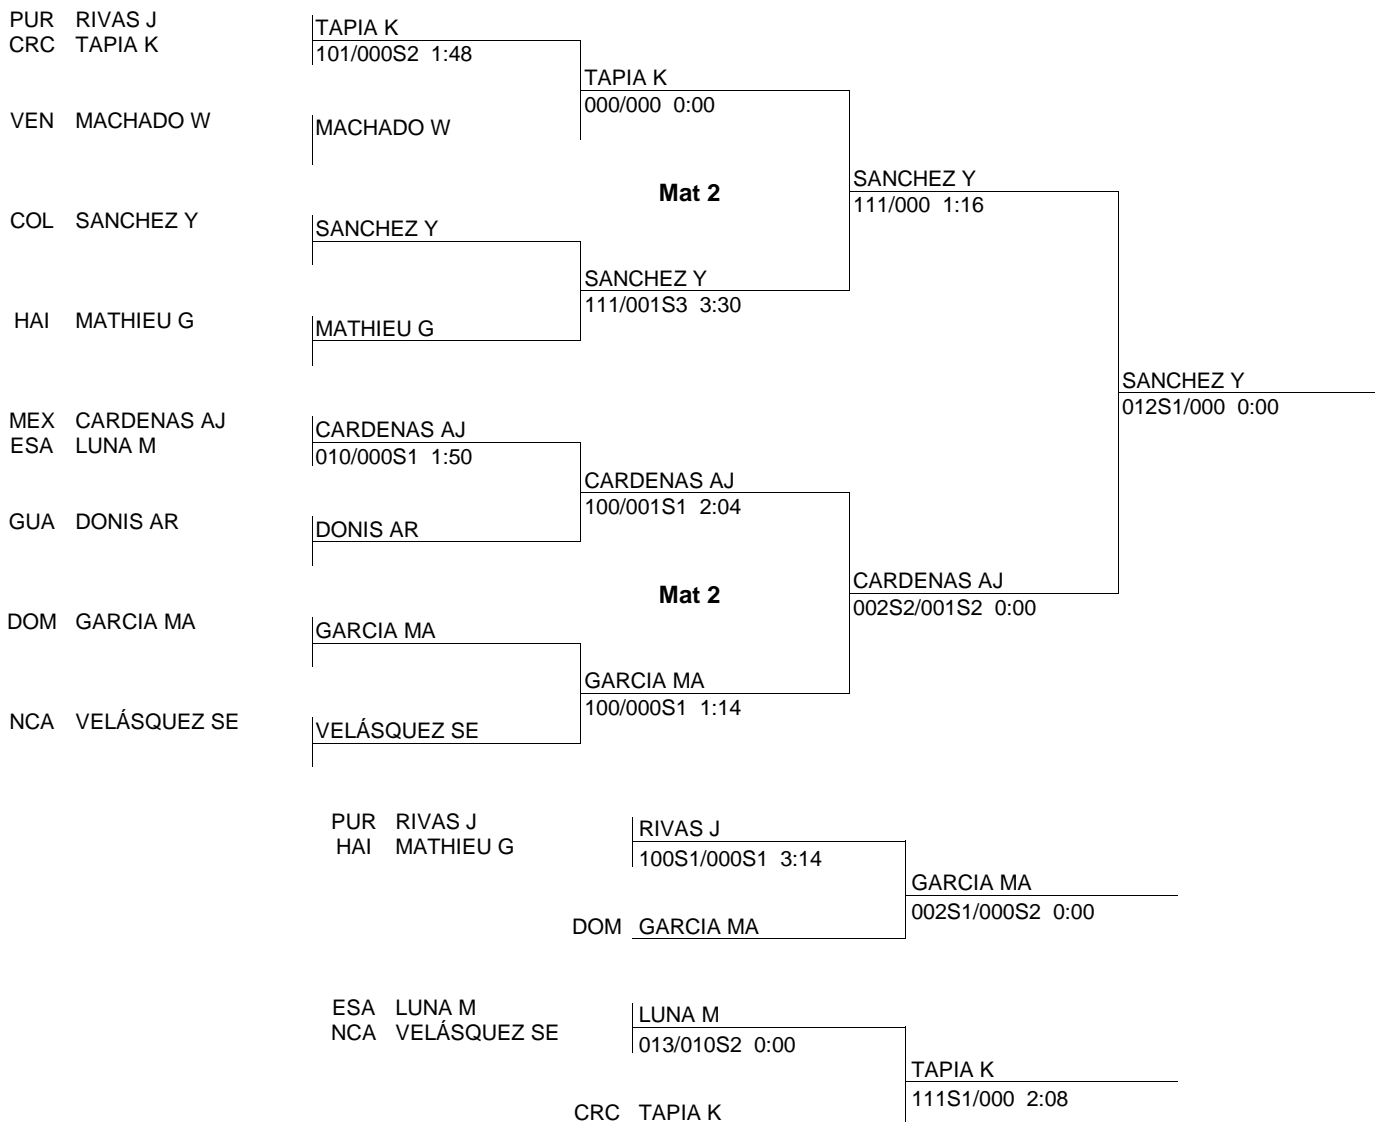 PUR RIVAS J
CRC TAPIA K
TAPIA K
101/000S2 1:48
TAPIA K
000/000 0:00
VEN MACHADO W
MACHADO W
Mat 2
SANCHEZ Y
111/000 1:16
COL SANCHEZ Y
SANCHEZ Y
SANCHEZ Y
111/001S3 3:30
HAI MATHIEU G
MATHIEU G
SANCHEZ Y
012S1/000 0:00
MEX CARDENAS AJ
ESA LUNA M
CARDENAS AJ
010/000S1 1:50
CARDENAS AJ
100/001S1 2:04
GUA DONIS AR
DONIS AR
Mat 2
CARDENAS AJ
002S2/001S2 0:00
DOM GARCIA MA
GARCIA MA
GARCIA MA
100/000S1 1:14
NCA VELÁSQUEZ SE
VELÁSQUEZ SE
PUR RIVAS J
HAI MATHIEU G
RIVAS J
100S1/000S1 3:14
GARCIA MA
002S1/000S2 0:00
DOM GARCIA MA
ESA LUNA M
NCA VELÁSQUEZ SE
LUNA M
013/010S2 0:00
TAPIA K
111S1/000 2:08
CRC TAPIA K